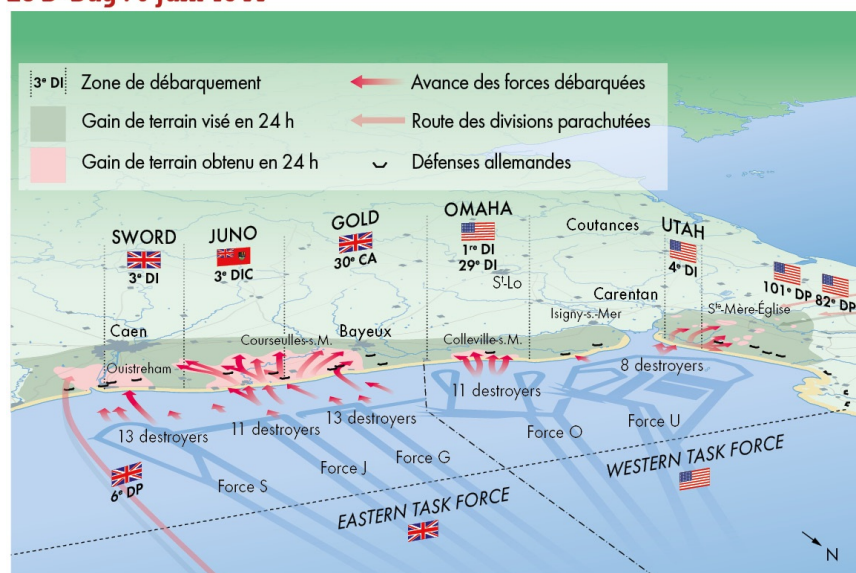 3e DI
Zone de débarquement
Gain de terrain visé en 24 h
Gain de terrain obtenu en 24 h
Avance des forces débarquées
Route des divisions parachutées
Défenses allemandes
SWORD
3e DI
JUNO
3e DIC
GOLD
30e CA
OMAHA
1re DI
29e DI
St-Lo
Coutances
UTAH
4e DI
101e DP
82e DP
Carentan
Isigny-s.-Mer
Ste-Mère-Église
Caen
Ouistreham
Courseulles-s.M.
Bayeux
Colleville-s.M.
13 destroyers
11 destroyers
13 destroyers
11 destroyers
8 destroyers
6e DP
Force S
Force J
Force G
Force O
Force U
EASTERN TASK FORCE
WESTERN TASK FORCE
N